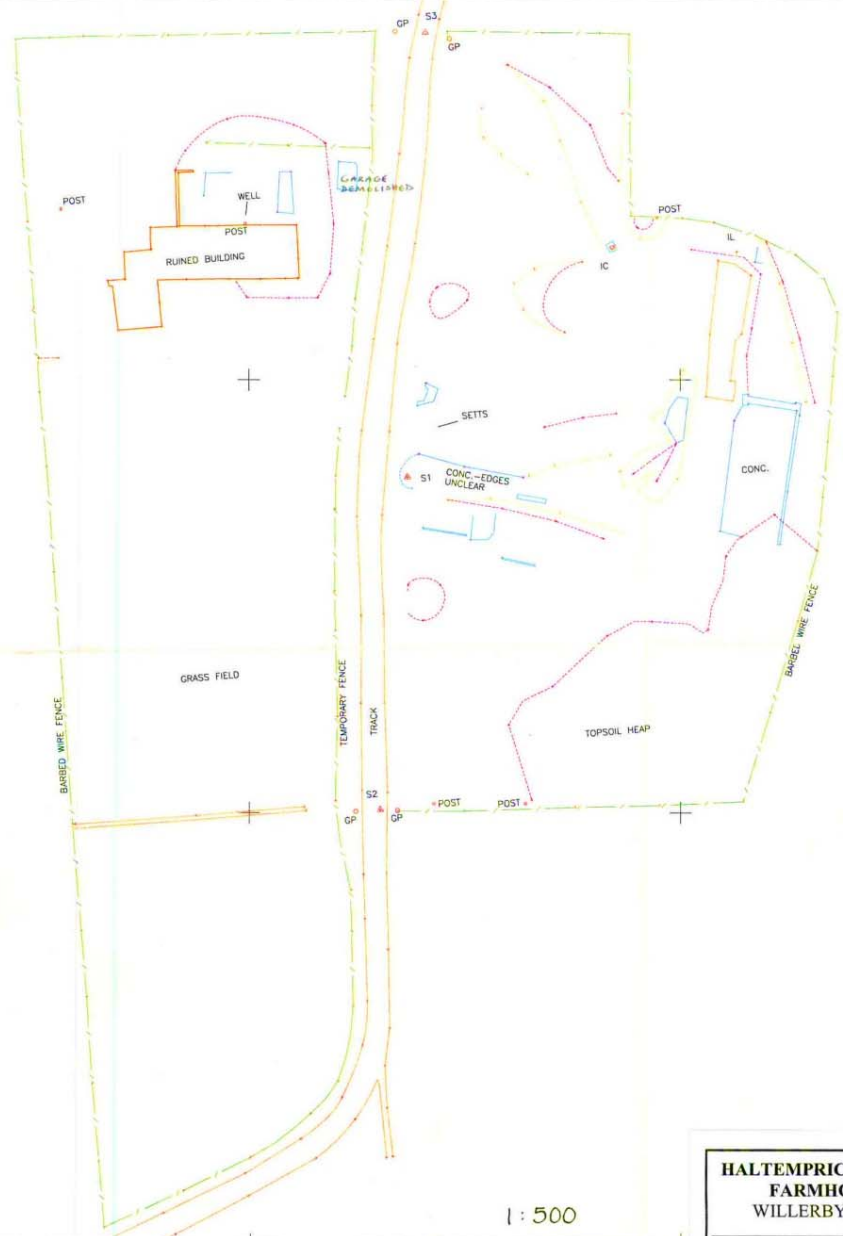 GP
S3
GP
GARAGE
DEMOLISHED
POST
WELL
POST
POST
RUINED BUILDING
IL
IC
SETTS
S1
CONC.-EDGES
UNCLEAR
CONC.
BARBED WIRE FENCE
GRASS FIELD
TEMPORARY FENCE
TRACK
TOPSOIL HEAP
BARBED WIRE FENCE
S2
GP
GP
POST
POST
1:500
HALTEMPRIC
FARMHO
WILLERBY